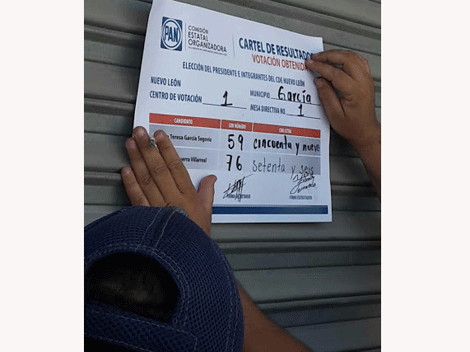 PAN
COMISIÓN
ESTATAL
ORGANIZADORA
CARTEL DE RESULTADOS
VOTACIÓN OBTENIDA
ELECCIÓN DEL PRESIDENTE E INTEGRANTES DEL CDE NUEVO LEÓN
NUEVO LEÓN
MUNICIPIO García
CENTRO DE VOTACIÓN 1
MESA DIRECTIVA NO. 1
CANDIDATO CON NÚMERO CON LETRA
Teresa García Segovia 59 cincuenta y nueve
Villarreal 76 Setenta y seis